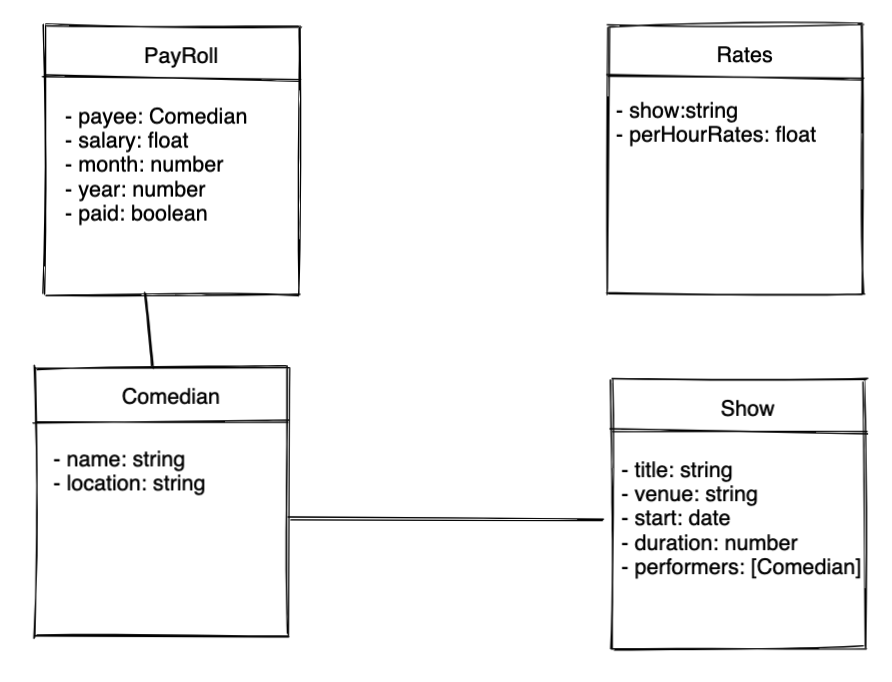 PayRoll
- payee: Comedian
- salary: float
- month: number
- year: number
- paid: boolean
Rates
- show:string
- perHourRates: float
Comedian
- name: string
- location: string
Show
- title: string
- venue: string
- start: date
- duration: number
- performers: [Comedian]